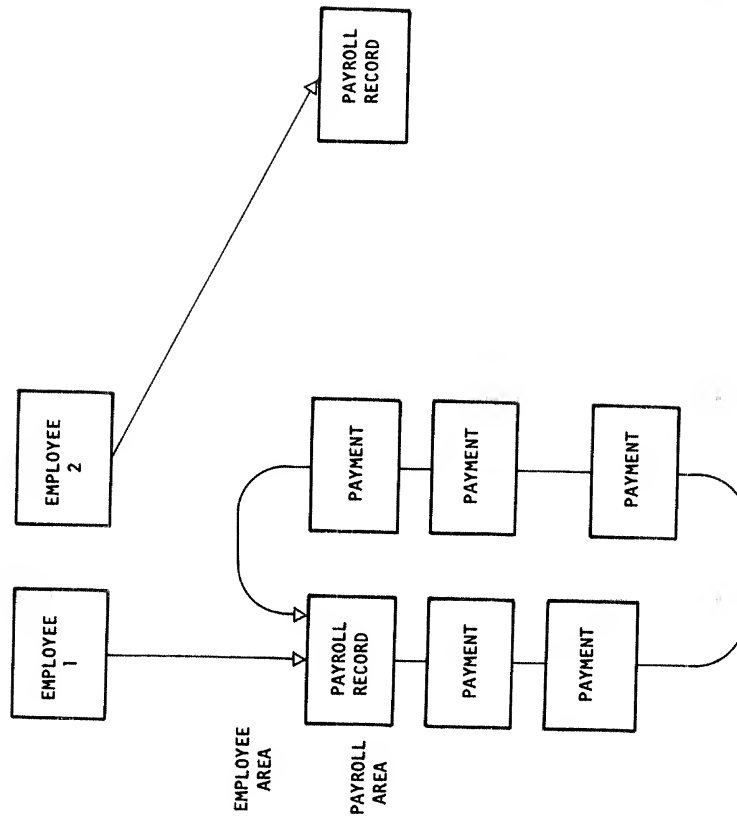 EMPLOYEE
1
EMPLOYEE
2
EMPLOYEE
AREA
PAYROLL
AREA
PAYROLL
RECORD
PAYMENT
PAYROLL
RECORD
PAYMENT
PAYMENT
PAYMENT
PAYMENT